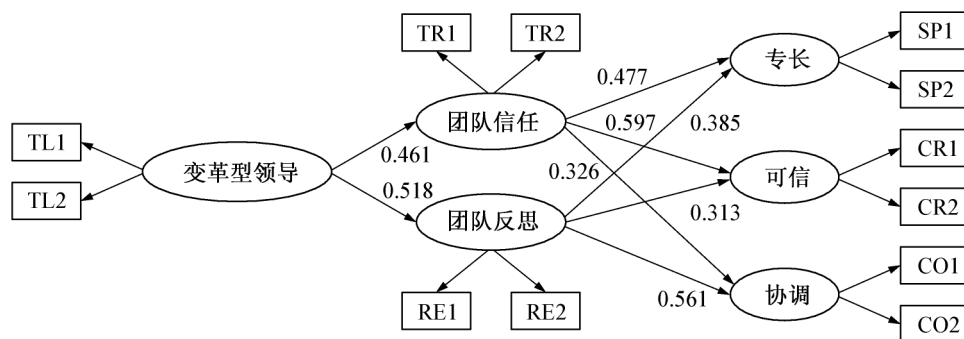 TR1
TR2
SP1
专长
SP2
0.477
TL1
团队信任
0.385
0.597
CR1
0.461
变革型领导
0.326
可信
TL2
0.518
CR2
团队反思
0.313
CO1
RE1
RE2
0.561
协调
CO2